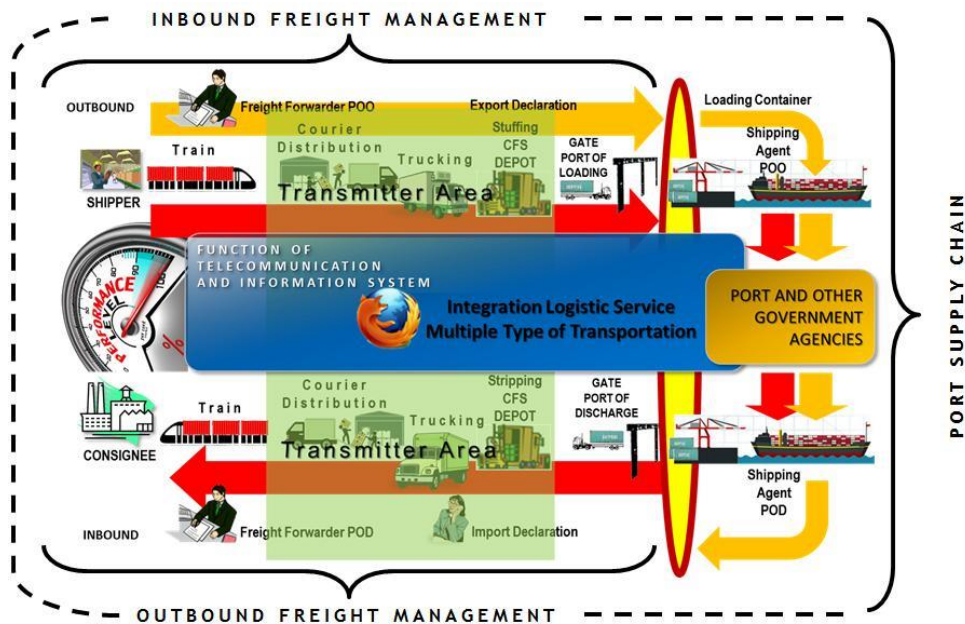 INBOUND FREIGHT MANAGEMENT
OUTBOUND
Freight Forwarder POO
Export Declaration
Loading Container
Courier
Distribution
Stuffing
CFS
DEPOT
Train
Trucking
GATE
PORT OF
LOADING
Shipping
Agent
POO
Transmitter Area
SHIPPER
FUNCTION OF
TELECOMMUNICATION
AND INFORMATION SYSTEM
PERFORMANCE
LEVEL
90
100
%
Integration Logistic Service
Multiple Type of Transportation
PORT AND OTHER
GOVERNMENT
AGENCIES
PORT SUPPLY CHAIN
Courier
Distribution
Stripping
CFS
DEPOT
Train
Trucking
GATE
PORT OF
DISCHARGE
Transmitter Area
CONSIGNEE
Shipping
Agent
POD
INBOUND
Freight Forwarder POD
Import Declaration
OUTBOUND FREIGHT MANAGEMENT